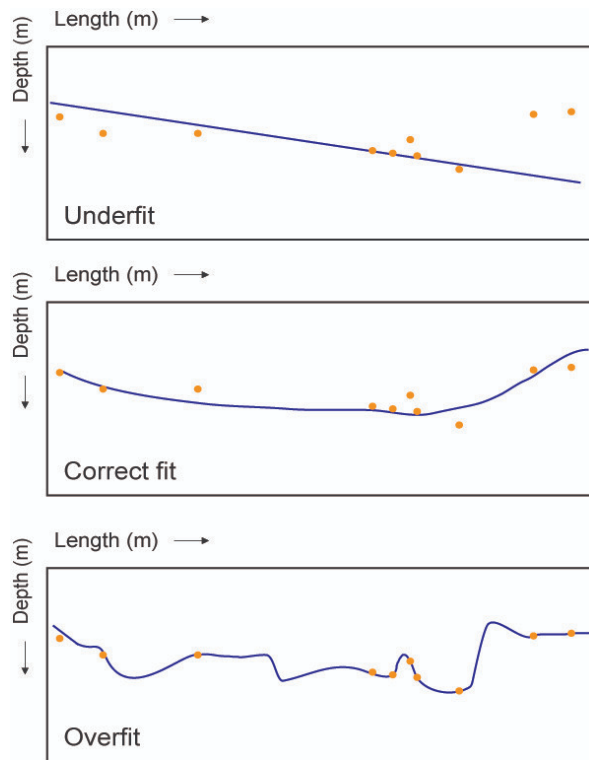 Length (m)
Depth (m)
Underfit
Length (m)
Depth (m)
Correct fit
Length (m)
Depth (m)
Overfit